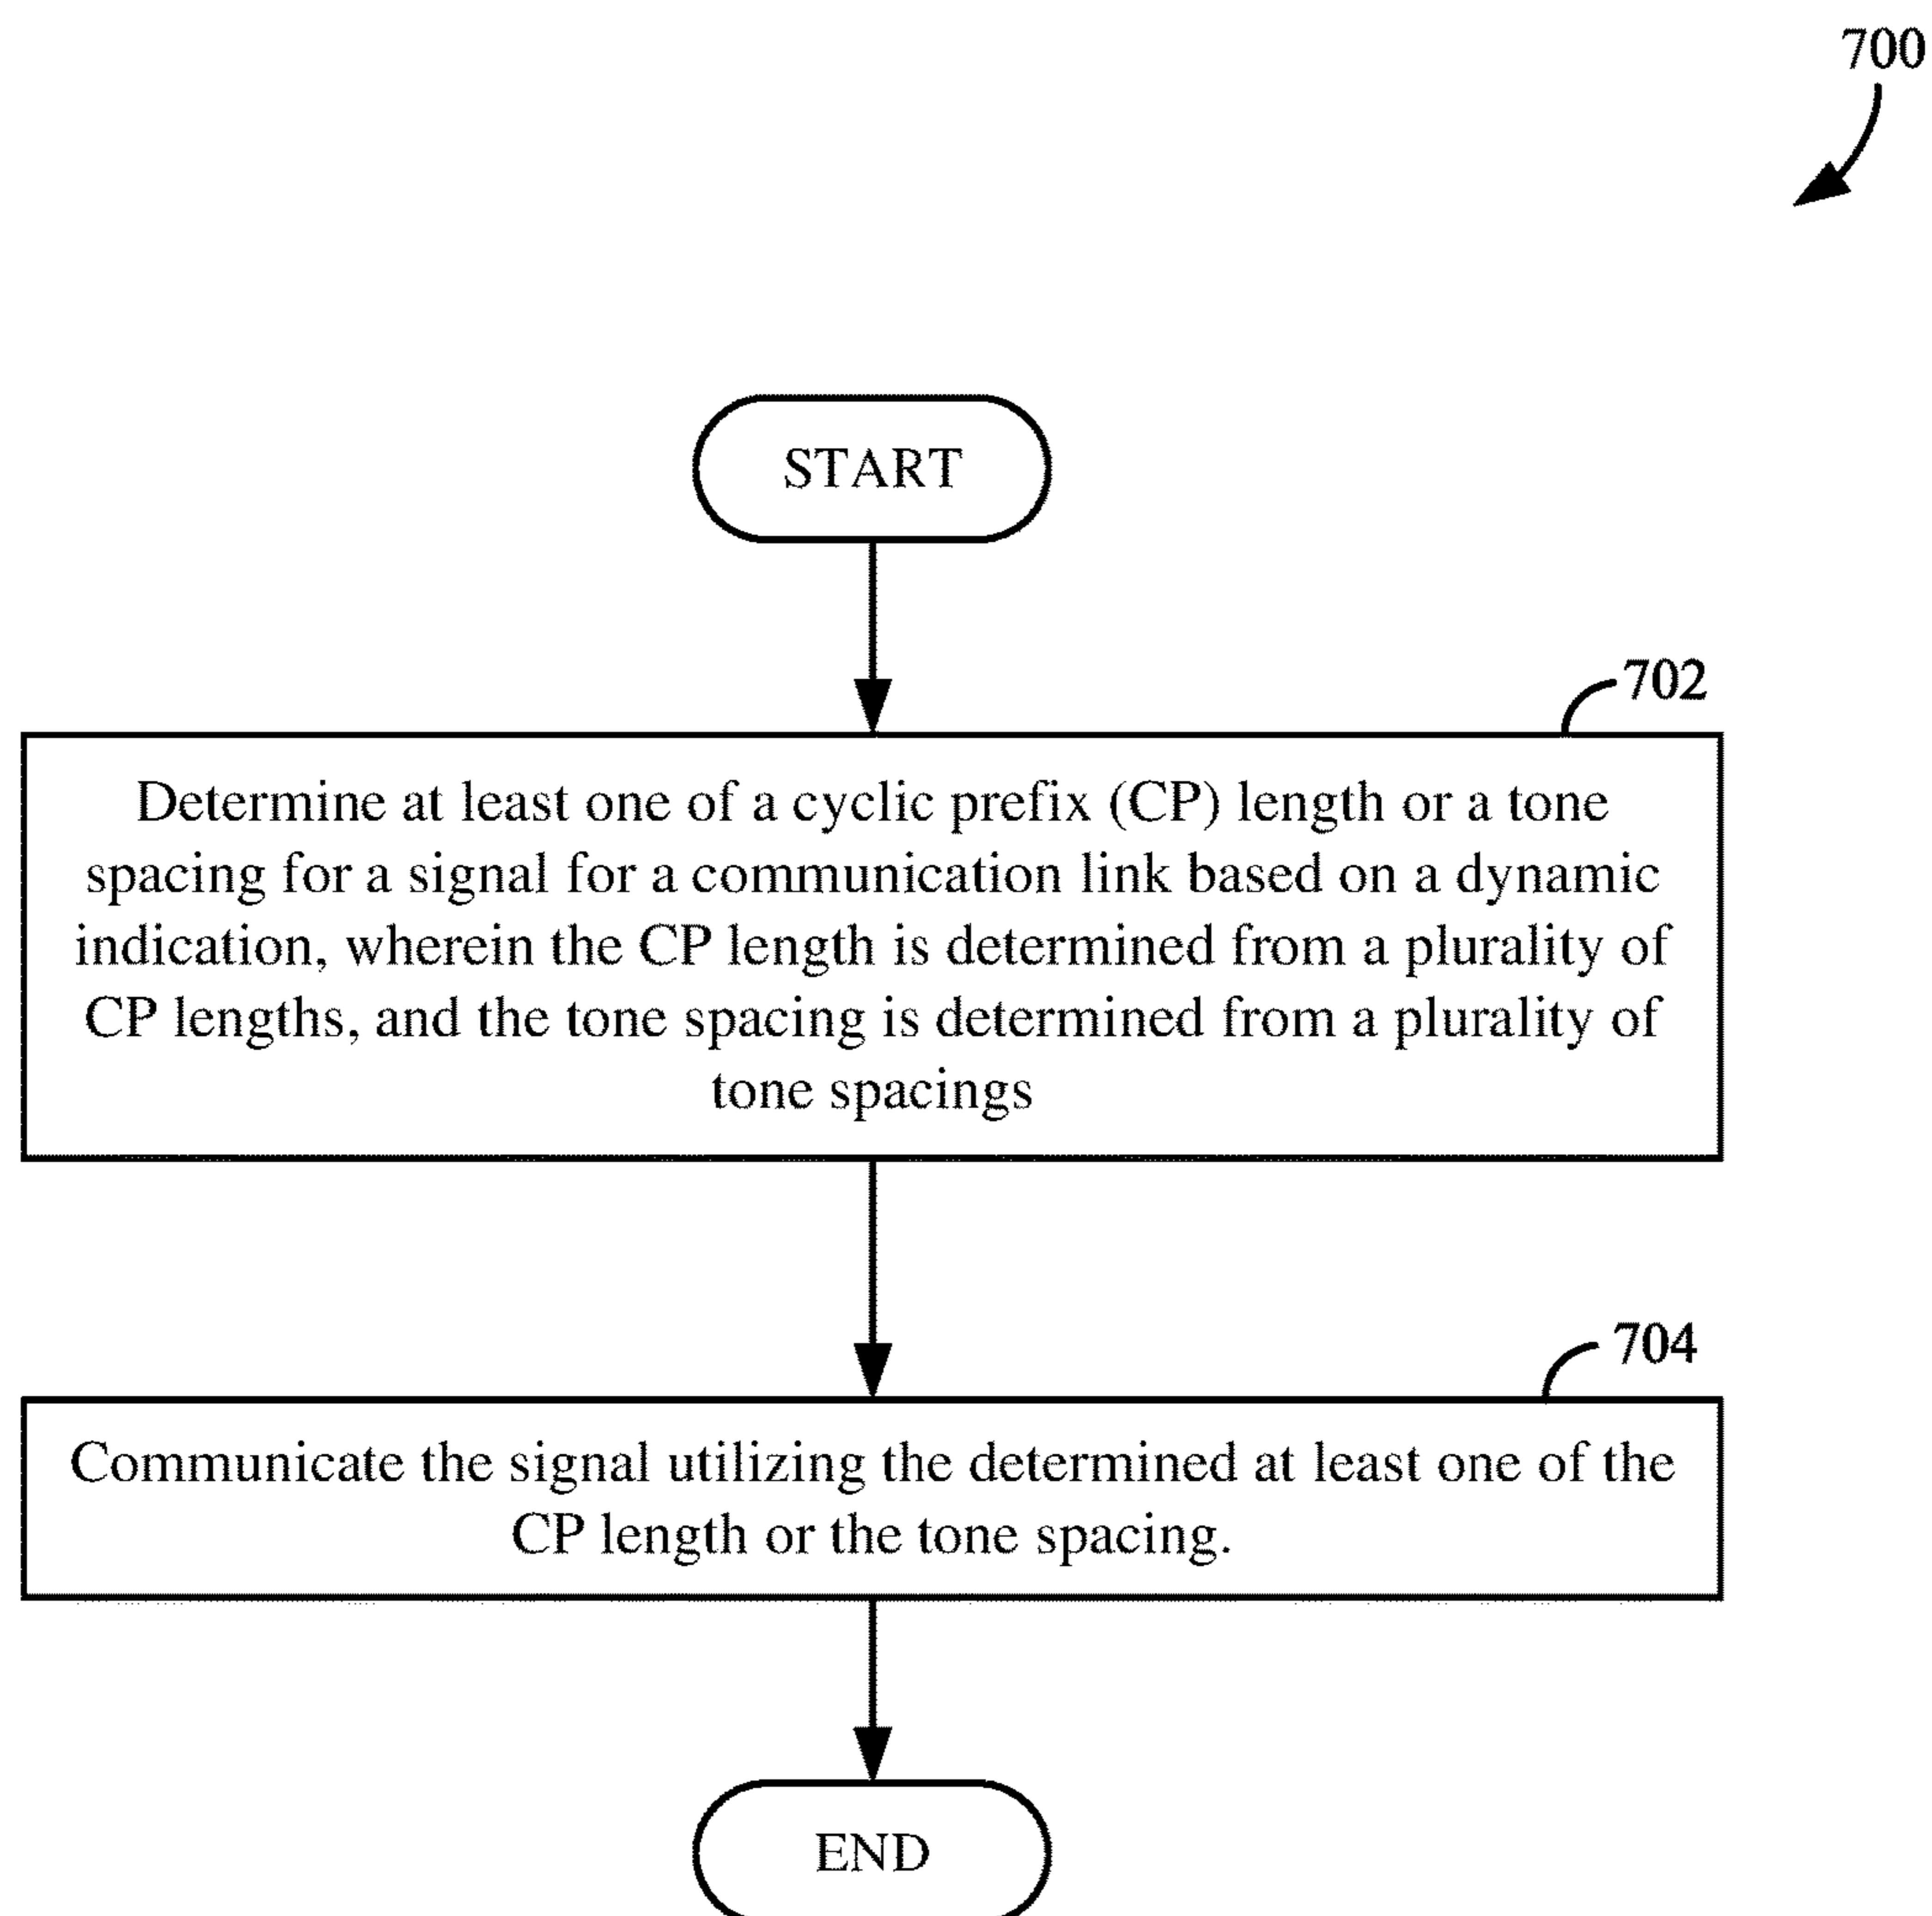 700
START
702
Determine at least one of a cyclic prefix (CP) length or a tone
spacing for a signal for a communication link based on a dynamic
indication, wherein the CP length is determined from a plurality of
CP lengths, and the tone spacing is determined from a plurality of
tone spacings
704
Communicate the signal utilizing the determined at least one of the
CP length or the tone spacing.
END